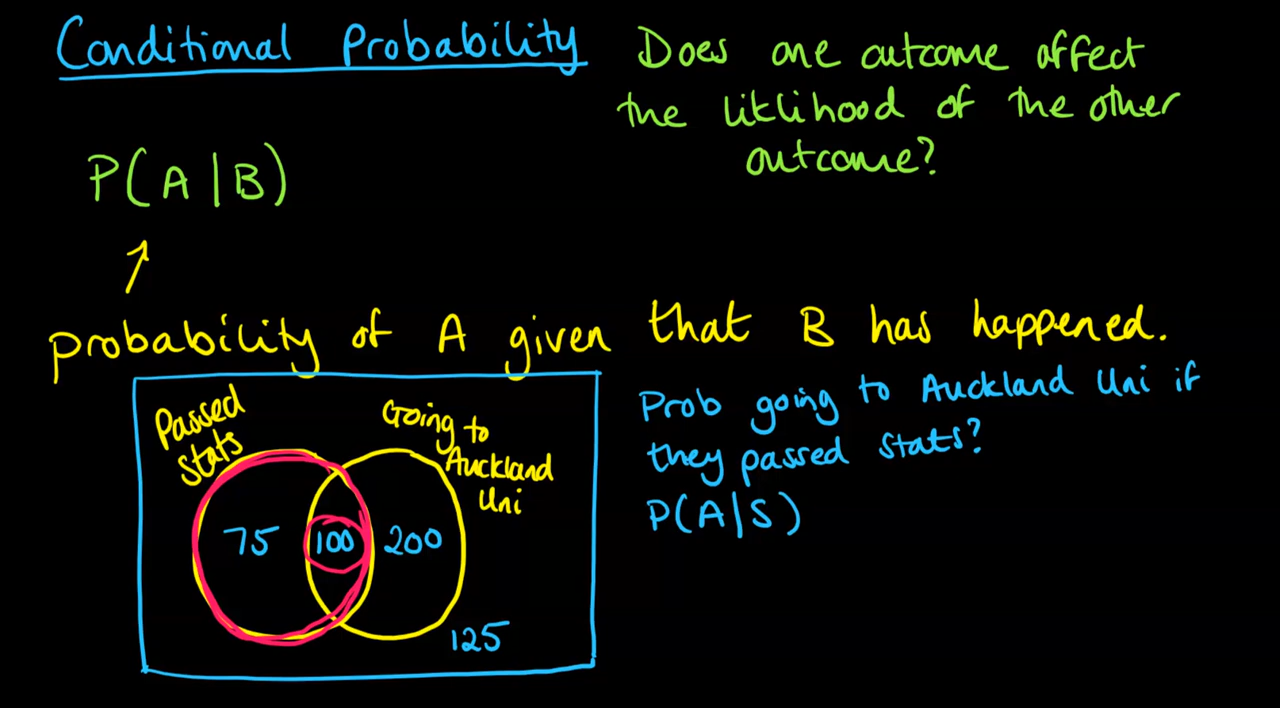 Conditional Probability
Does one outcome affect
the liklihood of the other
outcome?
P(A|B)
probability of A given that B has happened.
Passed
stats
Going to
Auckland
Uni
75
100
200
125
Prob going to Auckland Uni if
they passed stats?
P(A|S)